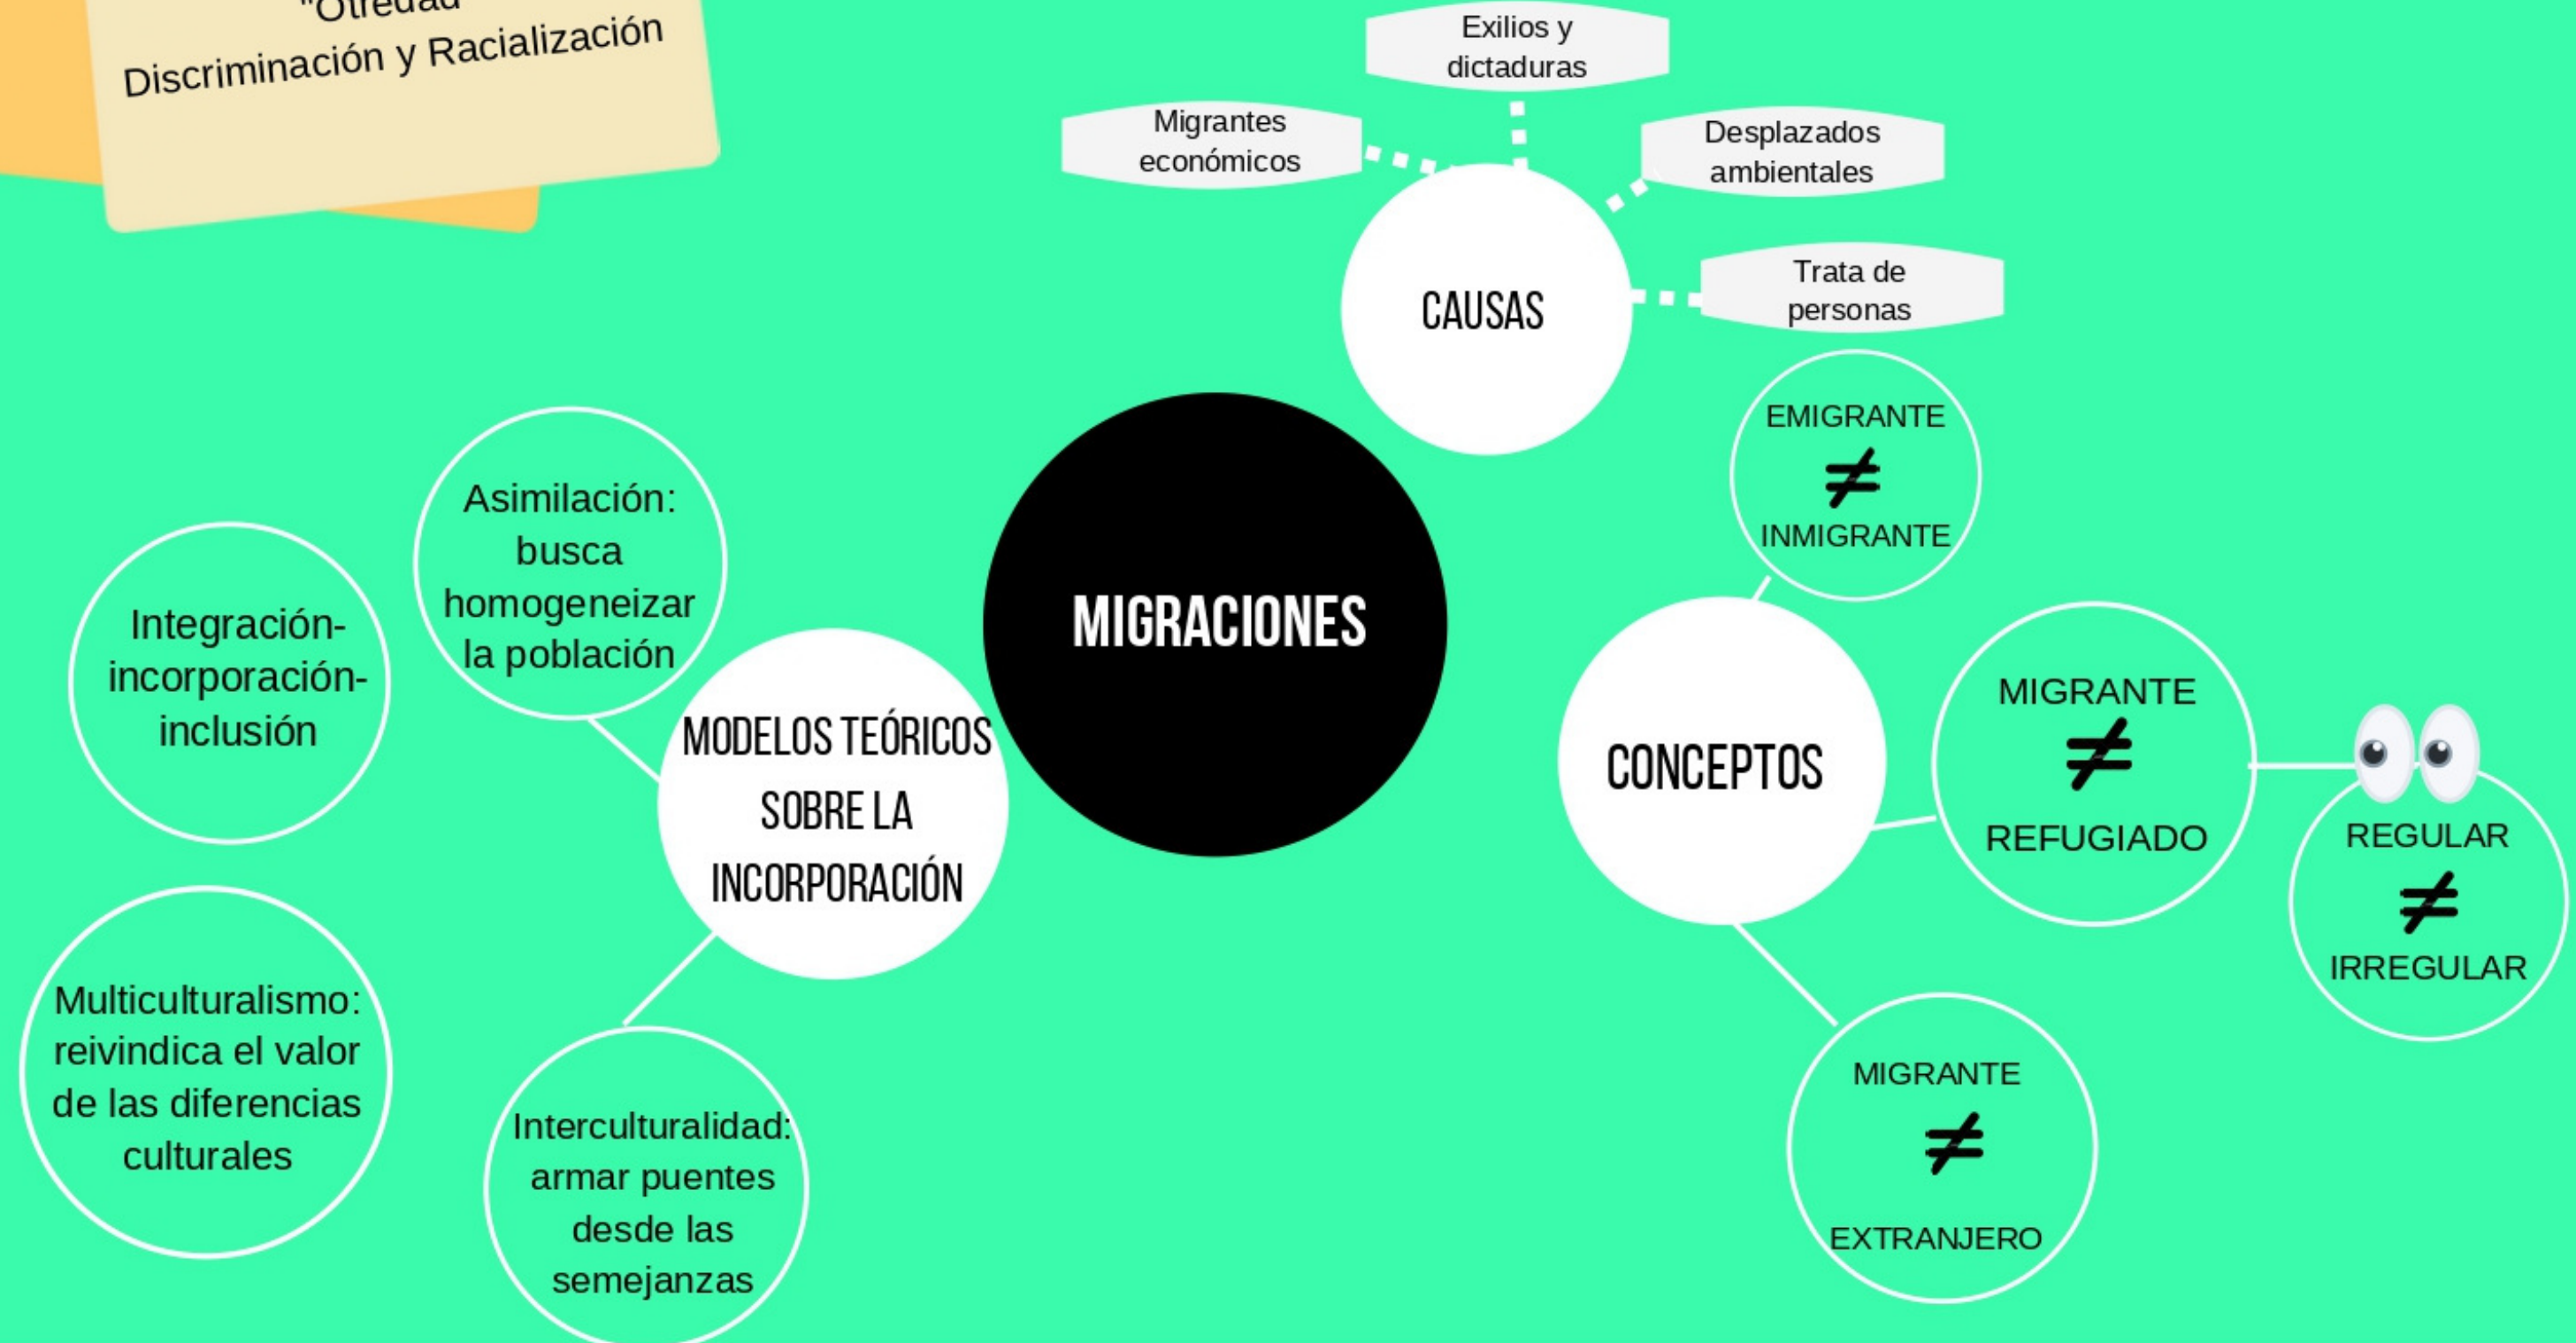 "Otredad"
Discriminación y Racialización
Exilios y
dictaduras
Migrantes
económicos
Desplazados
ambientales
Trata de
personas
CAUSAS
EMIGRANTE
≠
INMIGRANTE
MIGRACIONES
Asimilación:
busca
homogeneizar
la población
Integración-
incorporación-
inclusión
MODELOS TEÓRICOS
SOBRE LA
INCORPORACIÓN
Multiculturalismo:
reivindica el valor
de las diferencias
culturales
Interculturalidad:
armar puentes
desde las
semejanzas
CONCEPTOS
MIGRANTE
≠
REFUGIADO
REGULAR
≠
IRREGULAR
MIGRANTE
≠
EXTRANJERO